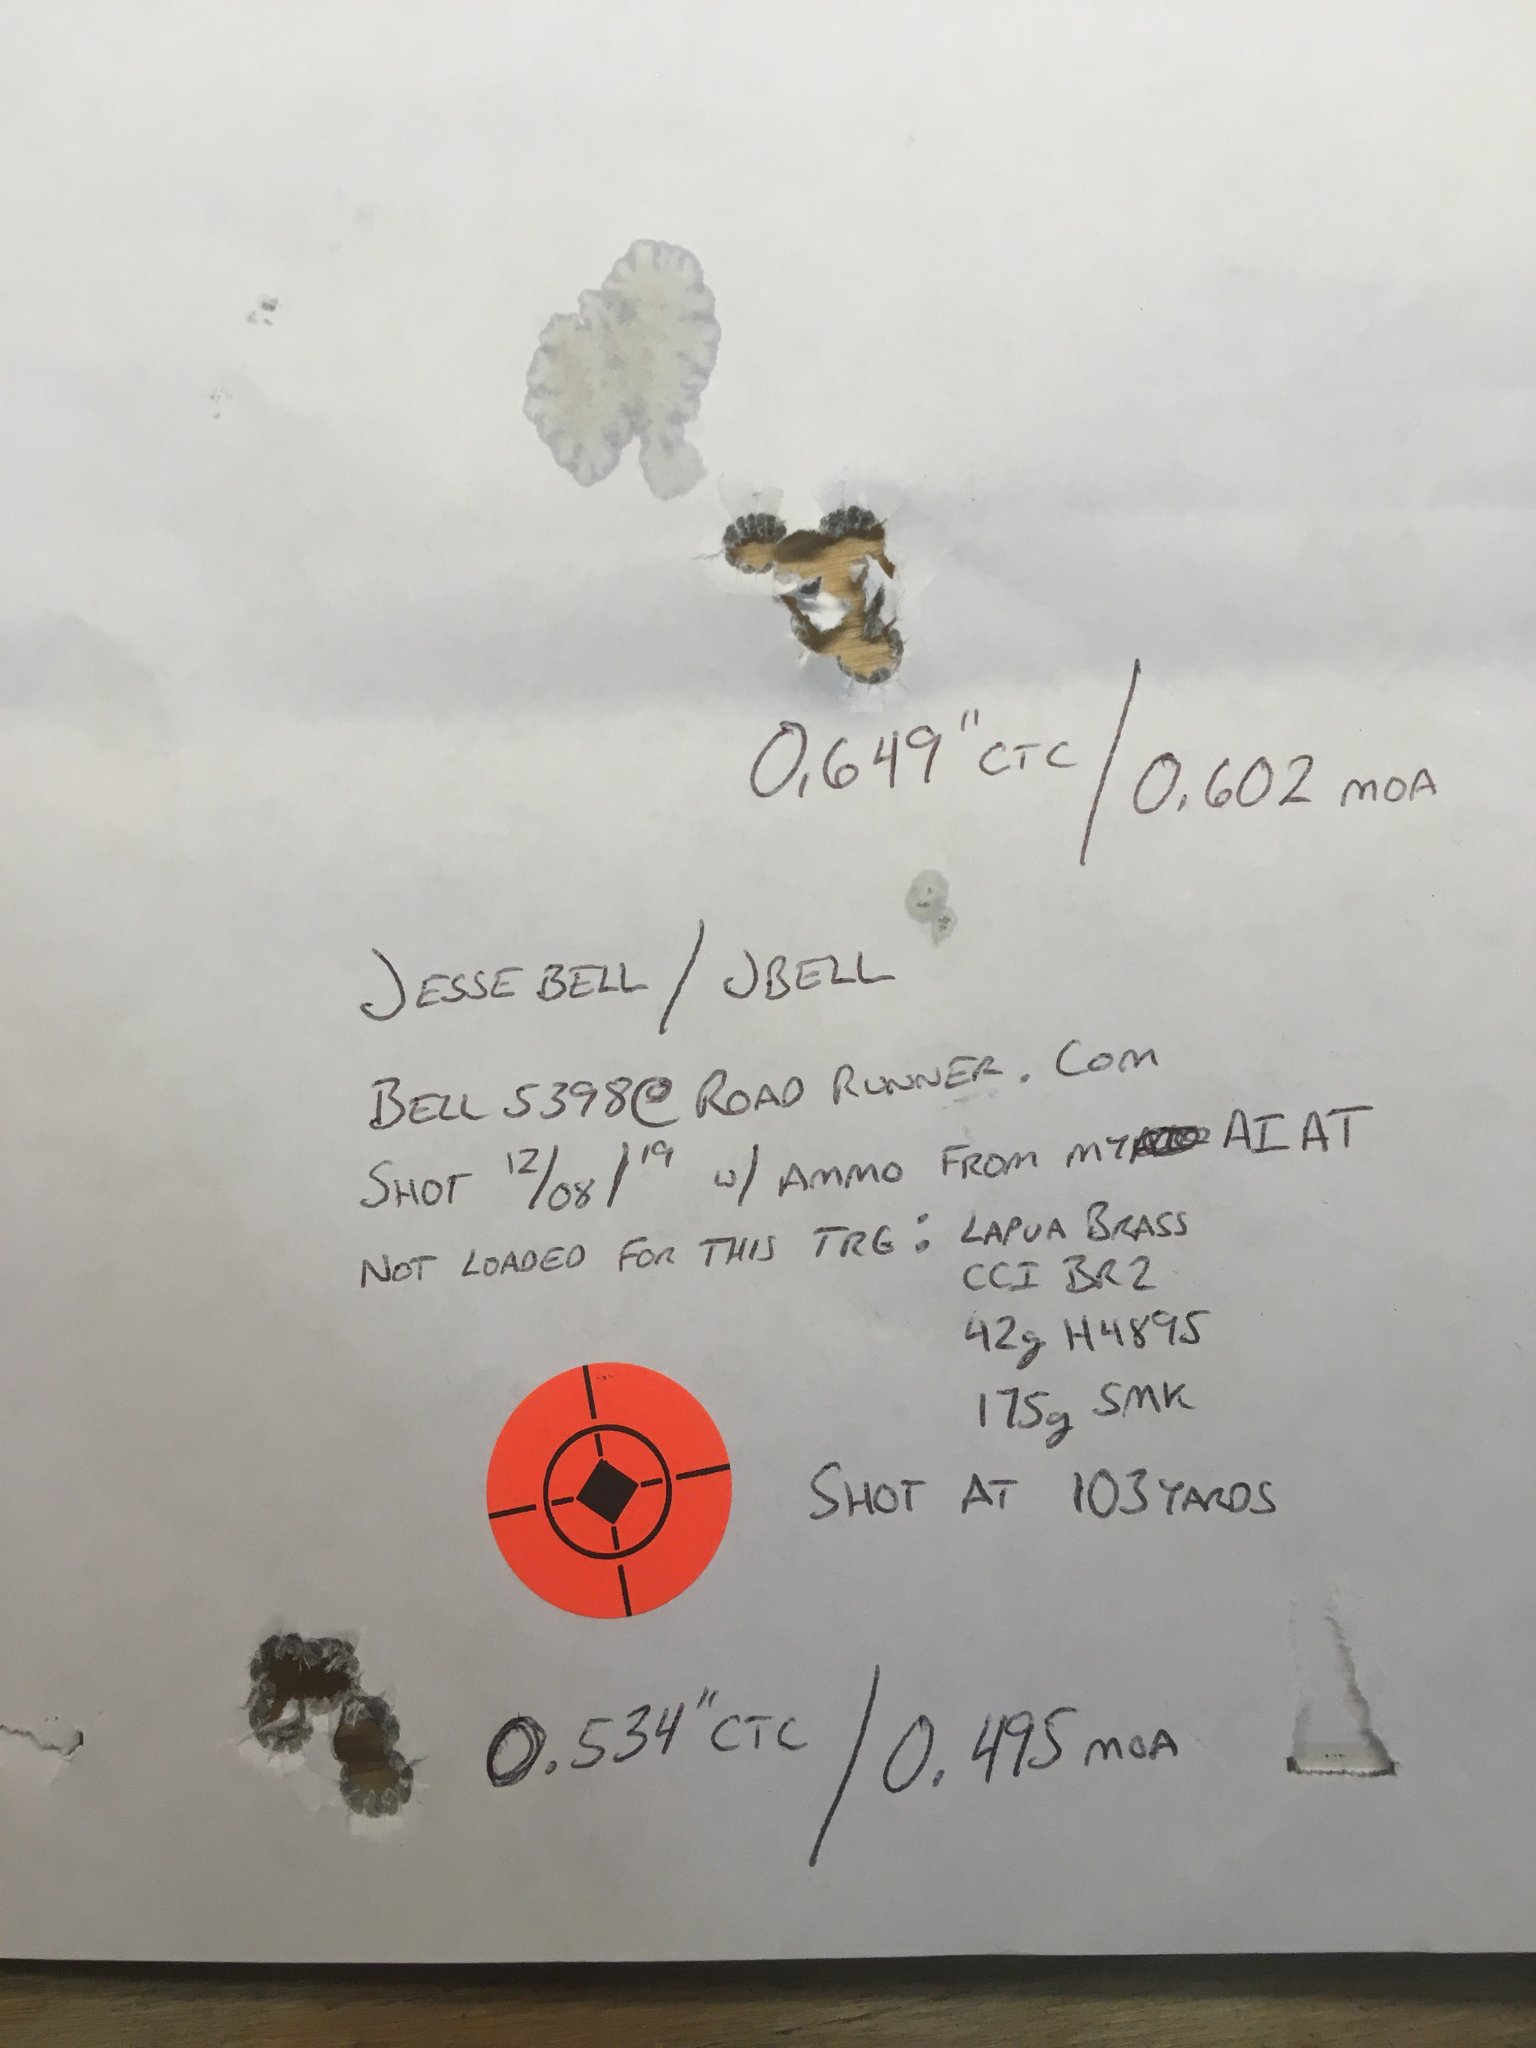 0.649" CTC / 0.602 MOA
JESSE BELL / JBELL
BELL5398@ROADRUNNER.COM
SHOT 12/08/19 w/ AMMO FROM MY AI AT
NOT LOADED FOR THIS TRG: LAPUA BRASS
CCI BR2
42g H4895
175g SMK
SHOT AT 103 YARDS
0.534" CTC / 0.495 MOA